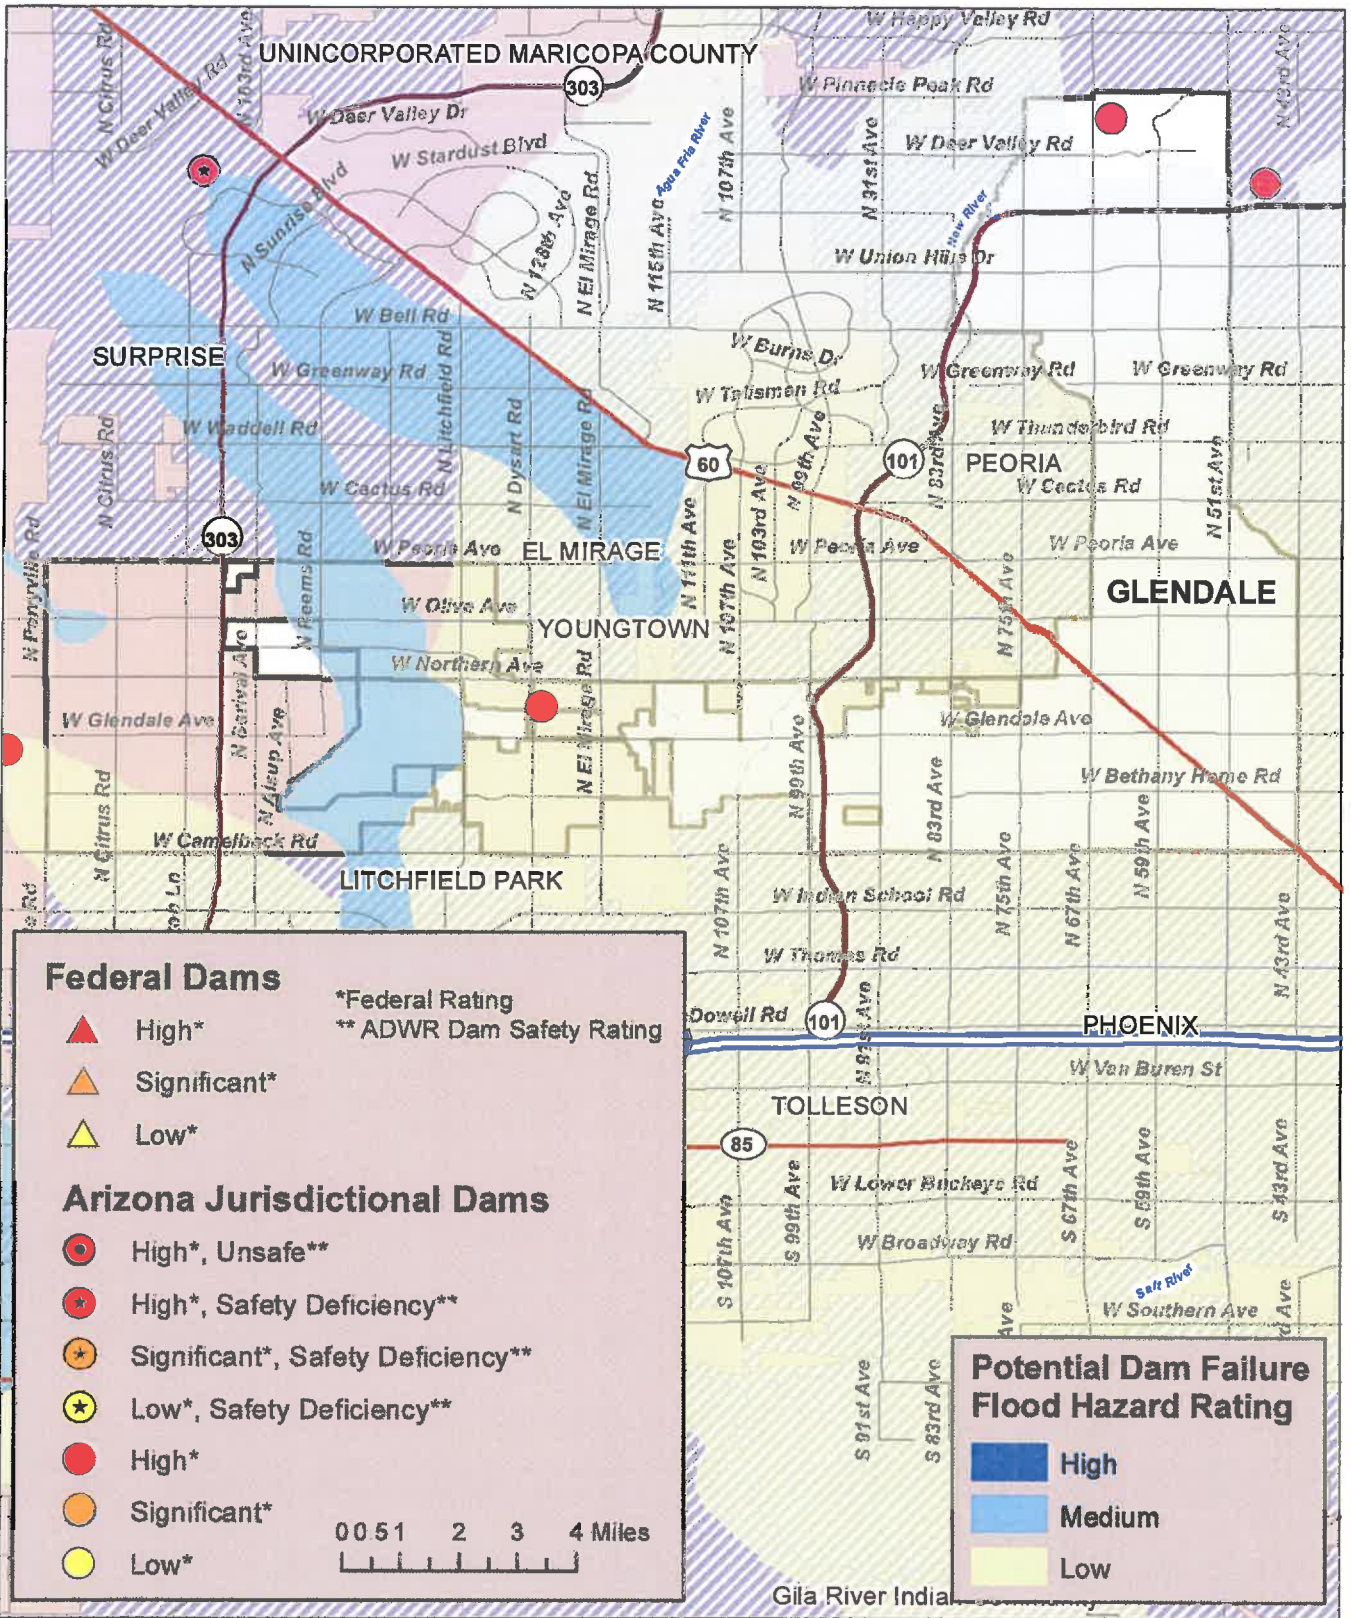 W Happy Valley Rd
UNINCORPORATED MARICOPA COUNTY
N Citrus Rd
N 163rd Ave
W Deer Valley Rd
303
W Pinnacle Peak Rd
N 43rd Ave
W Deer Valley Dr
W Stardust Blvd
Agua Fria River
N 107th Ave
N 91st Ave
W Deer Valley Rd
N Sunrise Blvd
N 128th Ave
N El Mirage Rd
N 115th Ave
New River
W Union Hills Dr
W Bell Rd
SURPRISE
W Greenway Rd
N Litchfield Rd
W Burns Dr
W Talisman Rd
W Greenway Rd
W Greenway Rd
W Waddell Rd
N Citrus Rd
N Dysart Rd
N El Mirage Rd
N 99th Ave
N 83rd Ave
W Thunderbird Rd
60
101
PEORIA
W Cactus Rd
W Cactus Rd
N 51st Ave
303
N Perryville Rd
N Reems Rd
W Peoria Ave
EL MIRAGE
N 111th Ave
N 107th Ave
N 103rd Ave
W Peoria Ave
W Peoria Ave
N 75th Ave
GLENDALE
W Olive Ave
YOUNGTOWN
W Northern Ave
N El Mirage Rd
W Glendale Ave
N Sarival Ave
N Alsup Ave
N 99th Ave
W Glendale Ave
N Citrus Rd
N 83rd Ave
W Bethany Home Rd
W Camelback Rd
LITCHFIELD PARK
N 107th Ave
W Indian School Rd
N 75th Ave
N 67th Ave
N 59th Ave
N 43rd Ave
W Thomas Rd
Dowell Rd
101
N 91st Ave
PHOENIX
W Van Buren St
TOLLESON
85
W Lower Buckeye Rd
S 107th Ave
S 99th Ave
S 67th Ave
S 59th Ave
S 43rd Ave
W Broadway Rd
Salt River
W Southern Ave
Ave
rd Ave
S 91st Ave
S 83rd Ave
Federal Dams
*Federal Rating
** ADWR Dam Safety Rating
High*
Significant*
Low*
Arizona Jurisdictional Dams
High*, Unsafe**
High*, Safety Deficiency**
Significant*, Safety Deficiency**
Low*, Safety Deficiency**
High*
Significant*
Low*
0 0.5 1 2 3 4 Miles
Potential Dam Failure
Flood Hazard Rating
High
Medium
Low
Gila River India